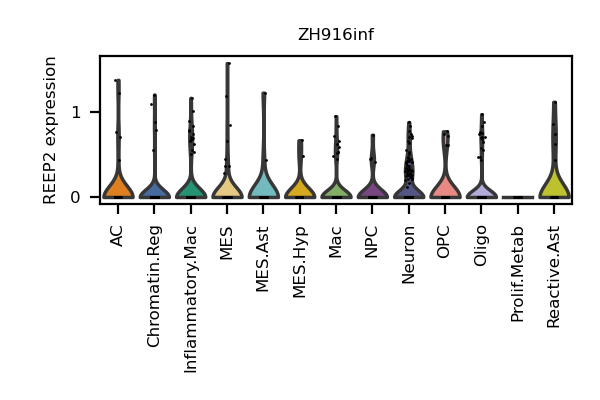 ZH916inf
REEP2 expression
1
0
AC
Chromatin.Reg
Inflammatory.Mac
MES
MES.Ast
MES.Hyp
Mac
NPC
Neuron
OPC
Oligo
Prolif.Metab
Reactive.Ast